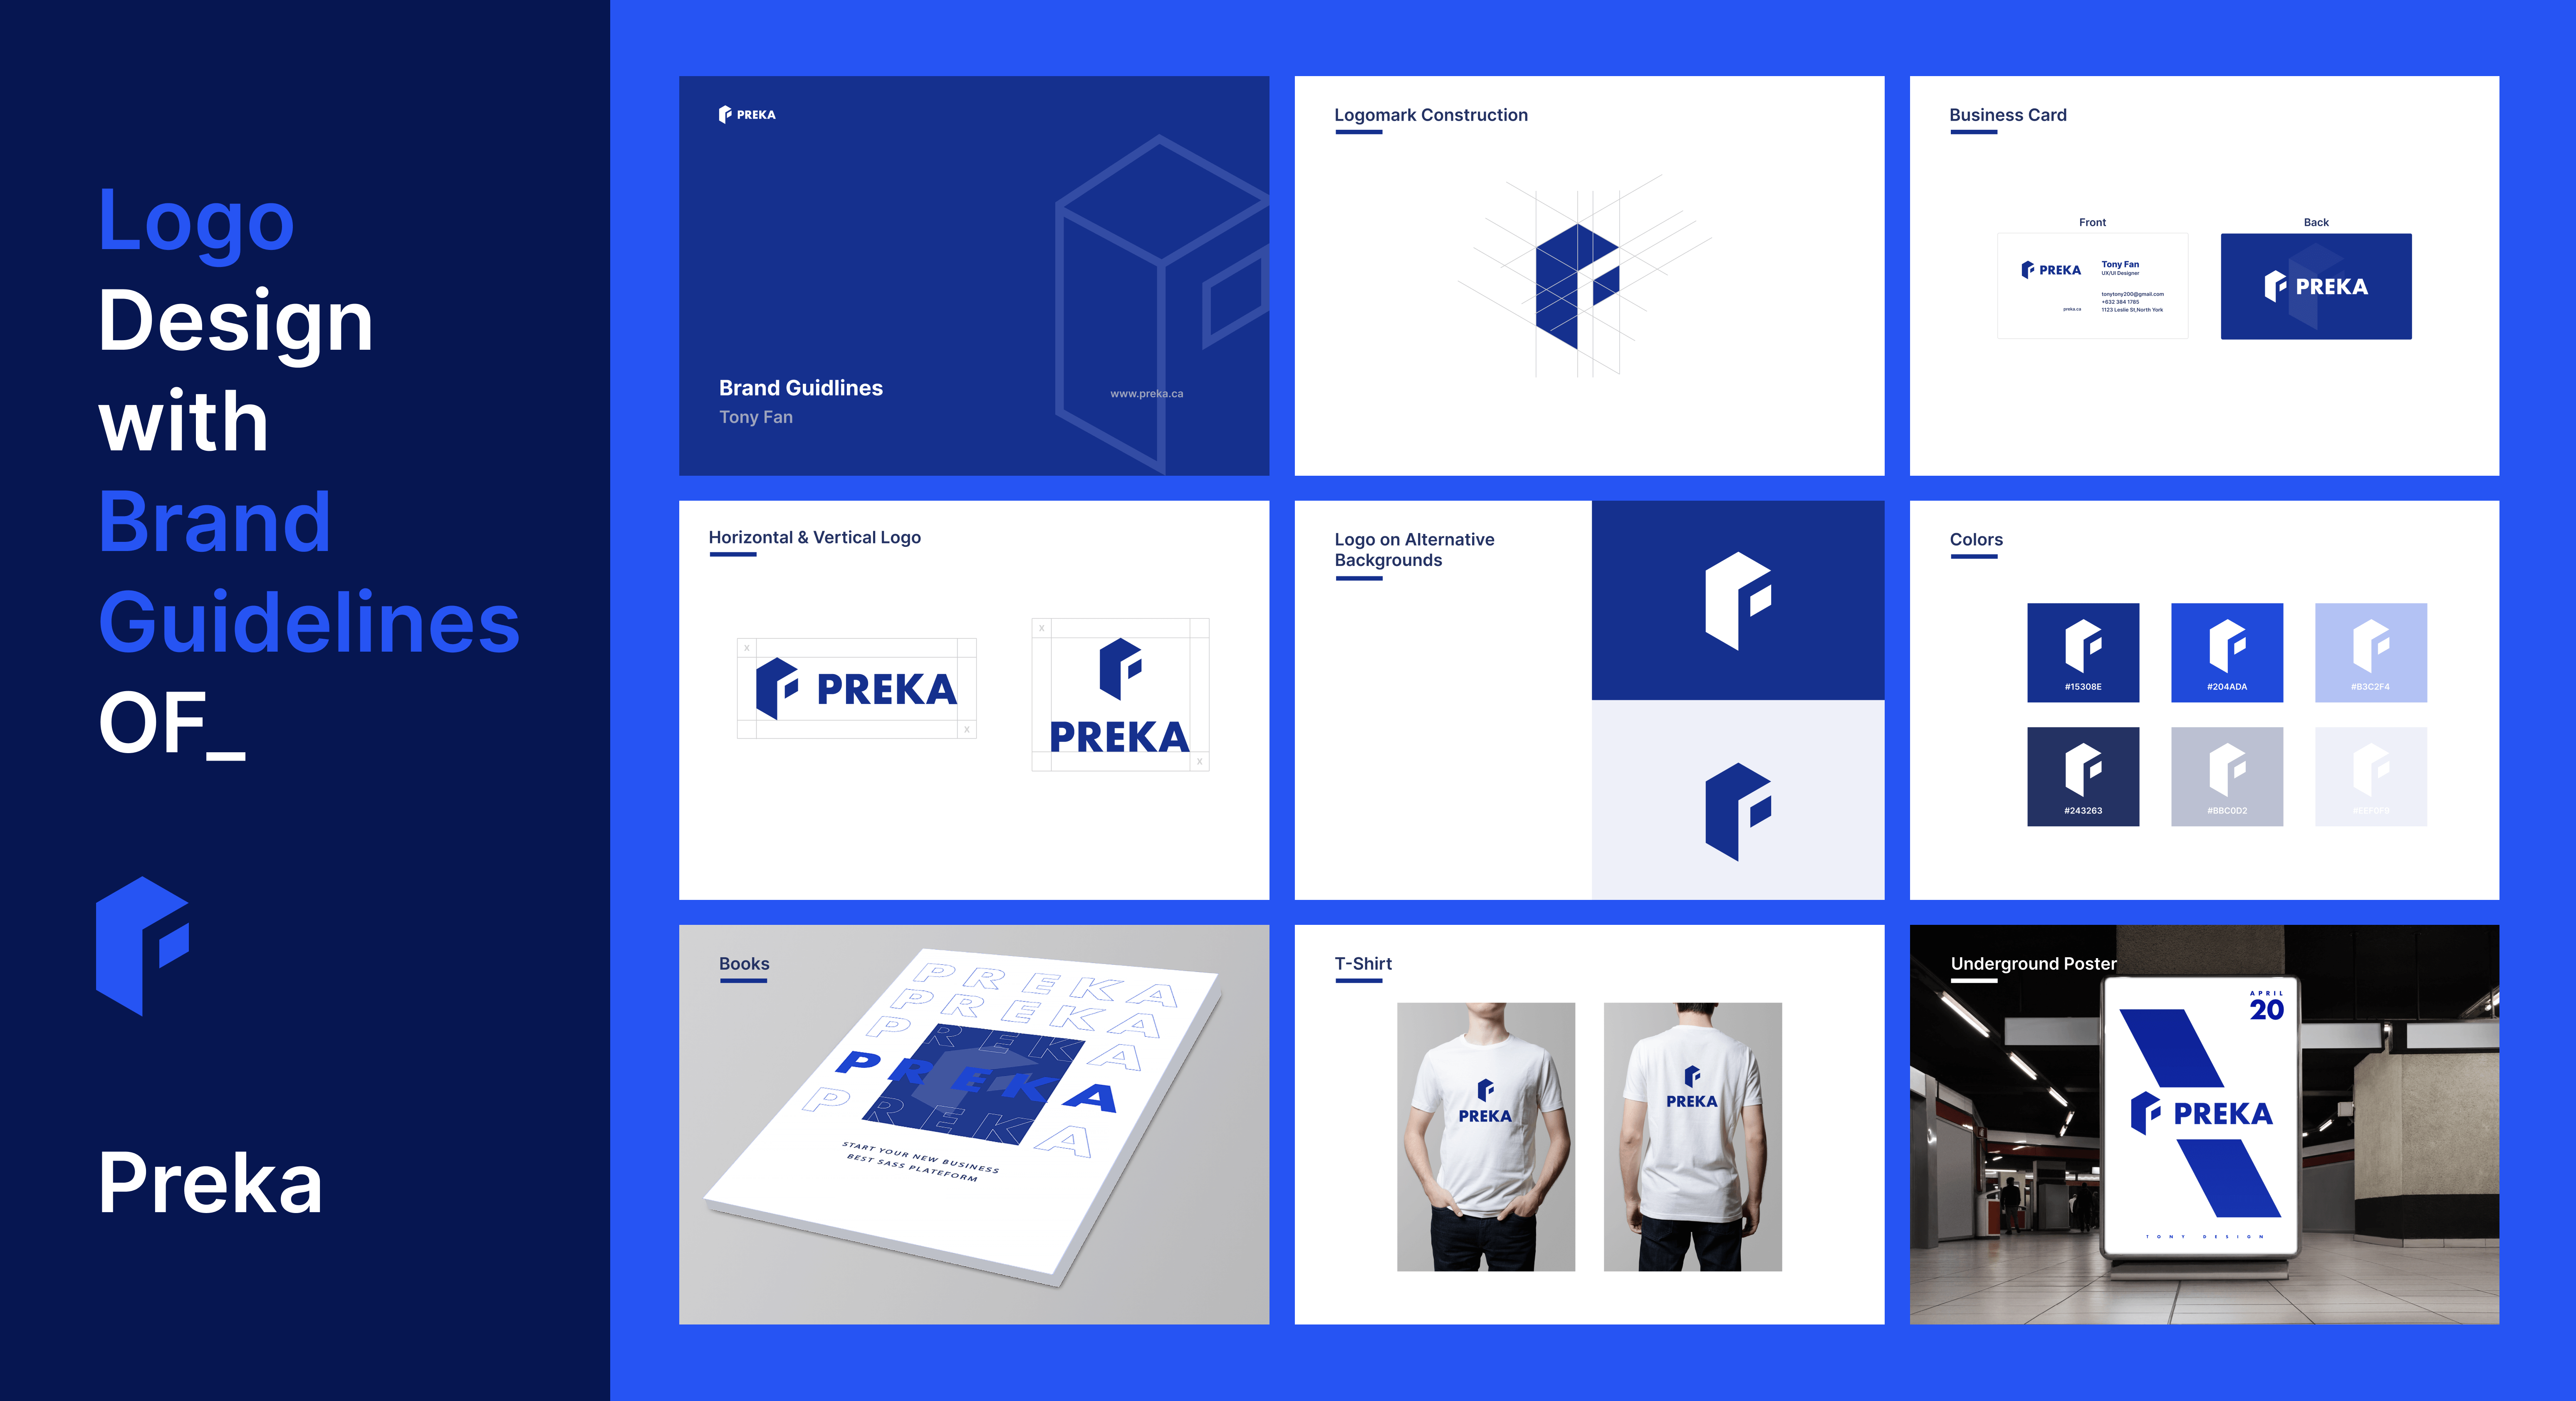 Logo
Design
with
Brand
Guidelines
OF_
Preka
PREKA
Brand Guidlines
Tony Fan
www.preka.ca
Logomark Construction
Business Card
Front
Back
PREKA
Tony Fan
UX/UI Designer
tonytony200@gmail.com
+632 384 1785
preka.ca
1123 Leslie St,North York
PREKA
Horizontal & Vertical Logo
X
PREKA
X
X
PREKA
X
Logo on Alternative
Backgrounds
Colors
#15308E
#204ADA
#B3C2F4
#243263
#BBC0D2
Books
PREKA
PREKA
PREKA
PREKA
PREKA
START YOUR NEW BUSINESS
BEST SASS PLATEFORM
T-Shirt
PREKA
PREKA
Underground Poster
APRIL
20
PREKA
TONY DESIGN